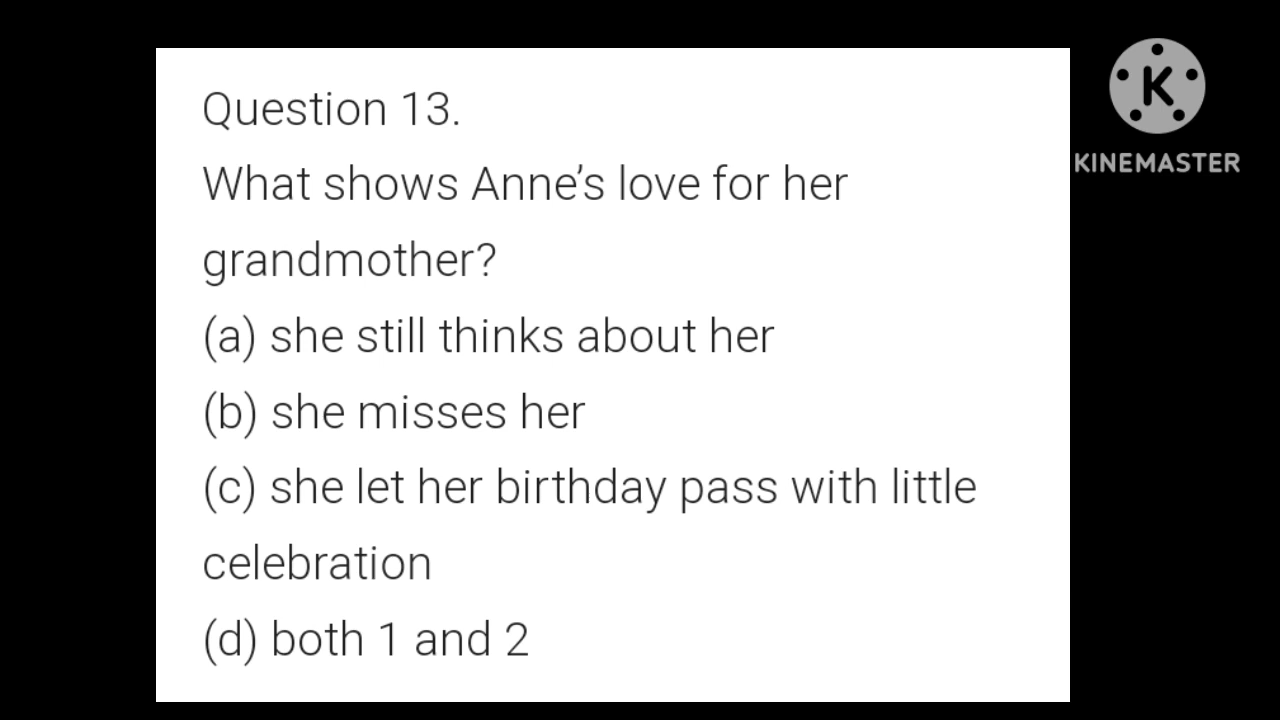 Question 13.
What shows Anne’s love for her
grandmother?
(a) she still thinks about her
(b) she misses her
(c) she let her birthday pass with little
celebration
(d) both 1 and 2
K
KINEMASTER